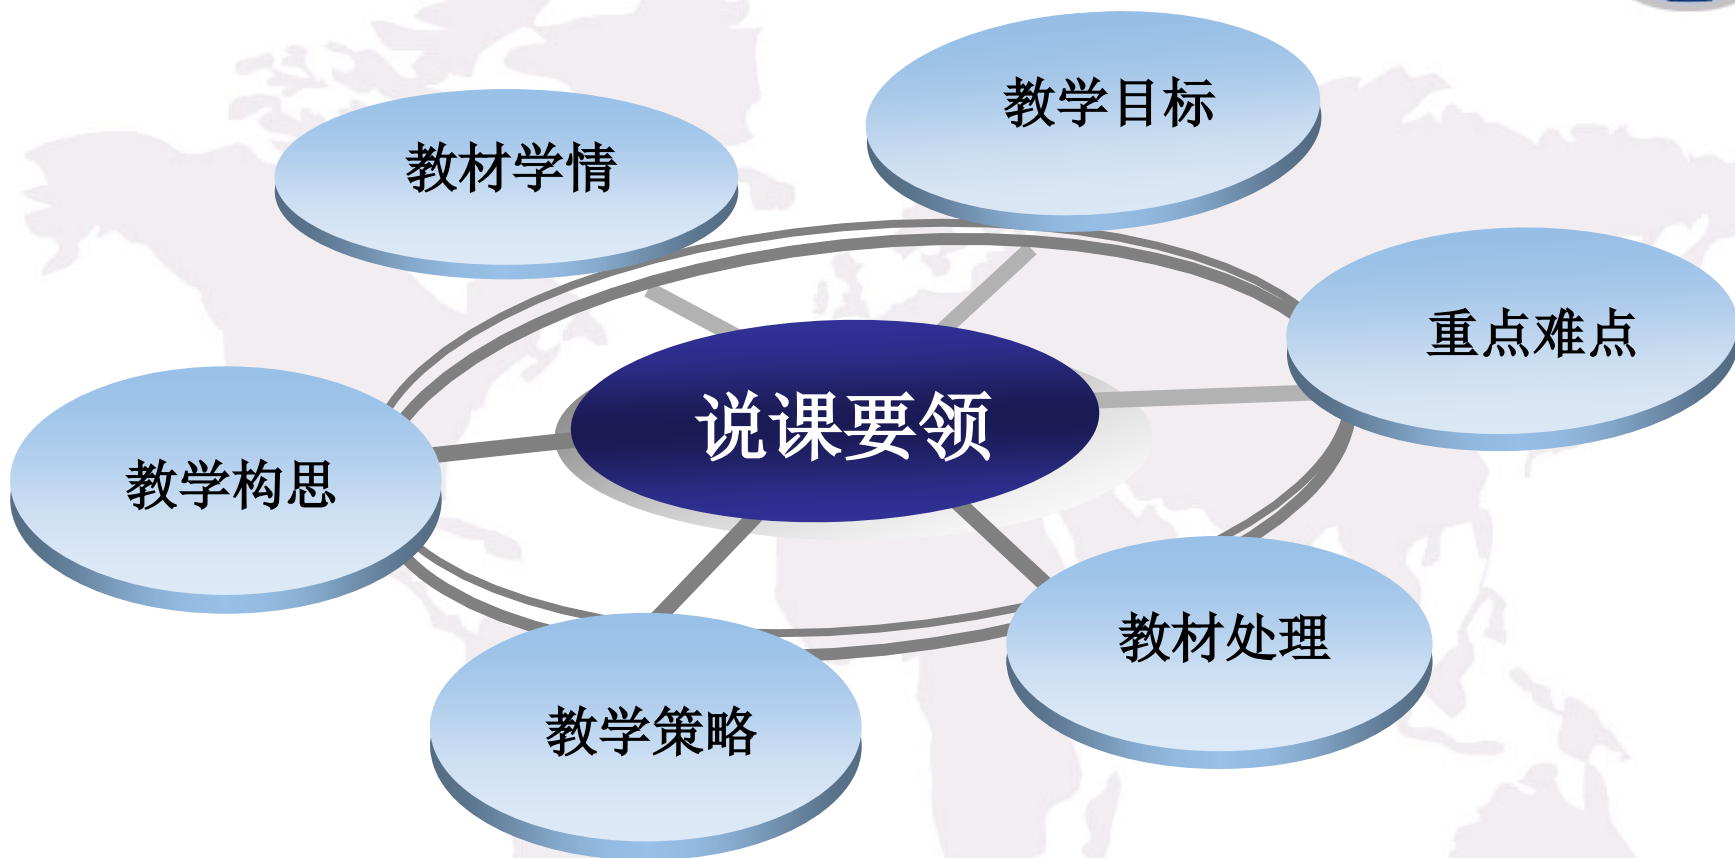 教学目标
教材学情
重点难点
说课要领
教学构思
教材处理
教学策略